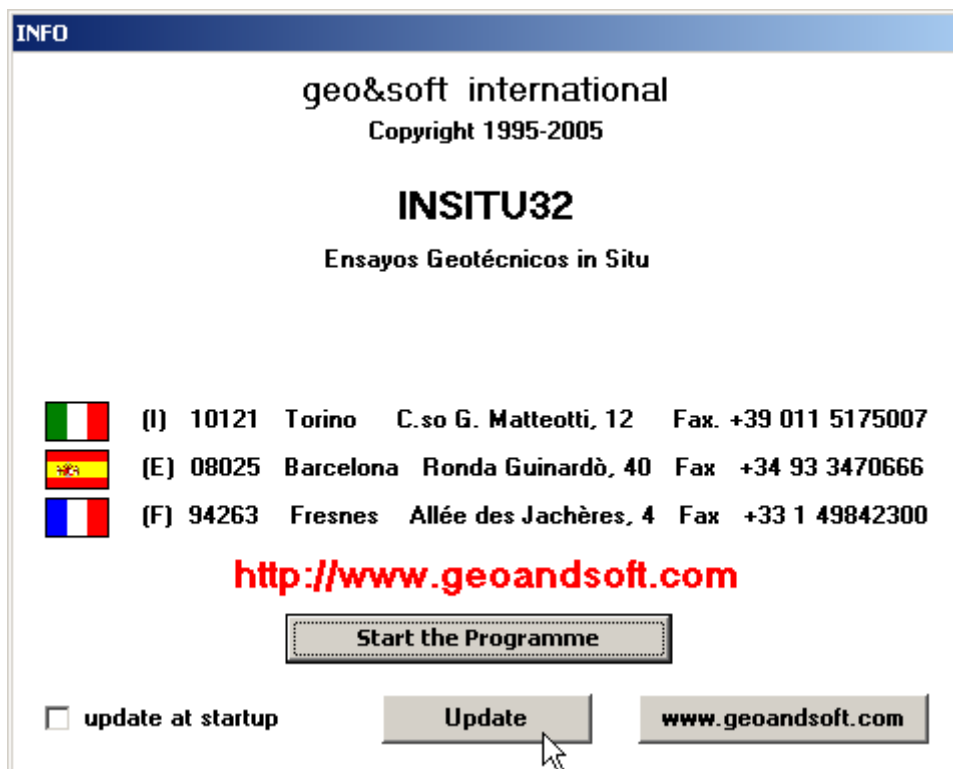 INFO
geo&soft international
Copyright 1995-2005
INSITU32
Ensayos Geotécnicos in Situ
(I) 10121 Torino C.so G. Matteotti, 12 Fax. +39 011 5175007
(E) 08025 Barcelona Ronda Guinardò, 40 Fax +34 93 3470666
(F) 94263 Fresnes Allée des Jachères, 4 Fax +33 1 49842300
http://www.geoandsoft.com
Start the Programme
update at startup Update www.geoandsoft.com